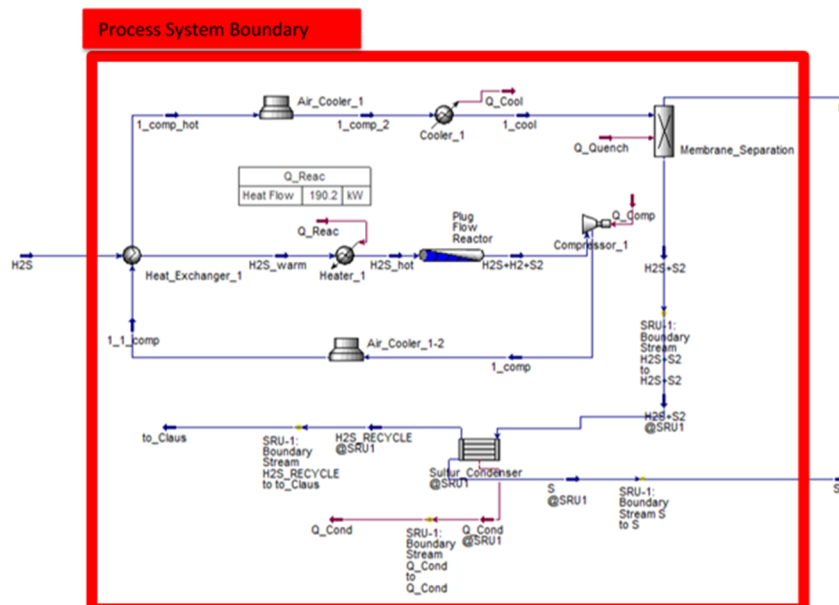 Process System Boundary
Air_Cooler_1
1_comp_hot
1_comp_2
Q_Cool
Cooler_1
1_cool
Q_Quench
Membrane_Separation
Q_Reac
Heat Flow 190.2 kW
Q_Reac
Plug
Flow
Reactor
Q_Comp
Compressor_1
H2S
Heat_Exchanger_1
H2S_warm
Heater_1
H2S_hot
H2S+H2+S2
H2S+S2
1_1_comp
Air_Cooler_1-2
1_comp
SRU-1:
Boundary
Stream
H2S+S2
to
H2S+S2
H2S+S2
@SRU1
to_Claus
SRU-1:
Boundary
Stream
H2S_RECYCLE
to to_Claus
H2S_RECYCLE
@SRU1
Sulfur_Condenser
@SRU1
S
@SRU1
SRU-1:
Boundary
Stream S
to S
S
Q_Cond
SRU-1:
Boundary
Stream
Q_Cond
to
Q_Cond
Q_Cond
@SRU1